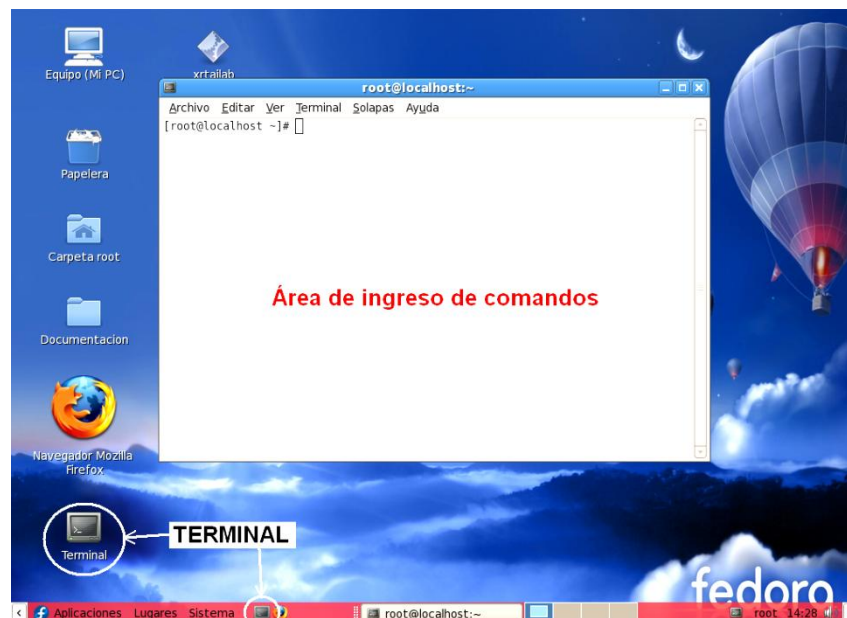 Equipo (Mi PC)
xrtailab
root@localhost:~
Archivo Editar Ver Terminal Solapas Ayuda
[root@localhost ~]#
Papelera
Carpeta root
Área de ingreso de comandos
Documentacion
Navegador Mozilla
Firefox
TERMINAL
Terminal
fedora
Aplicaciones Lugares Sistema
root@localhost:~
root 14:28